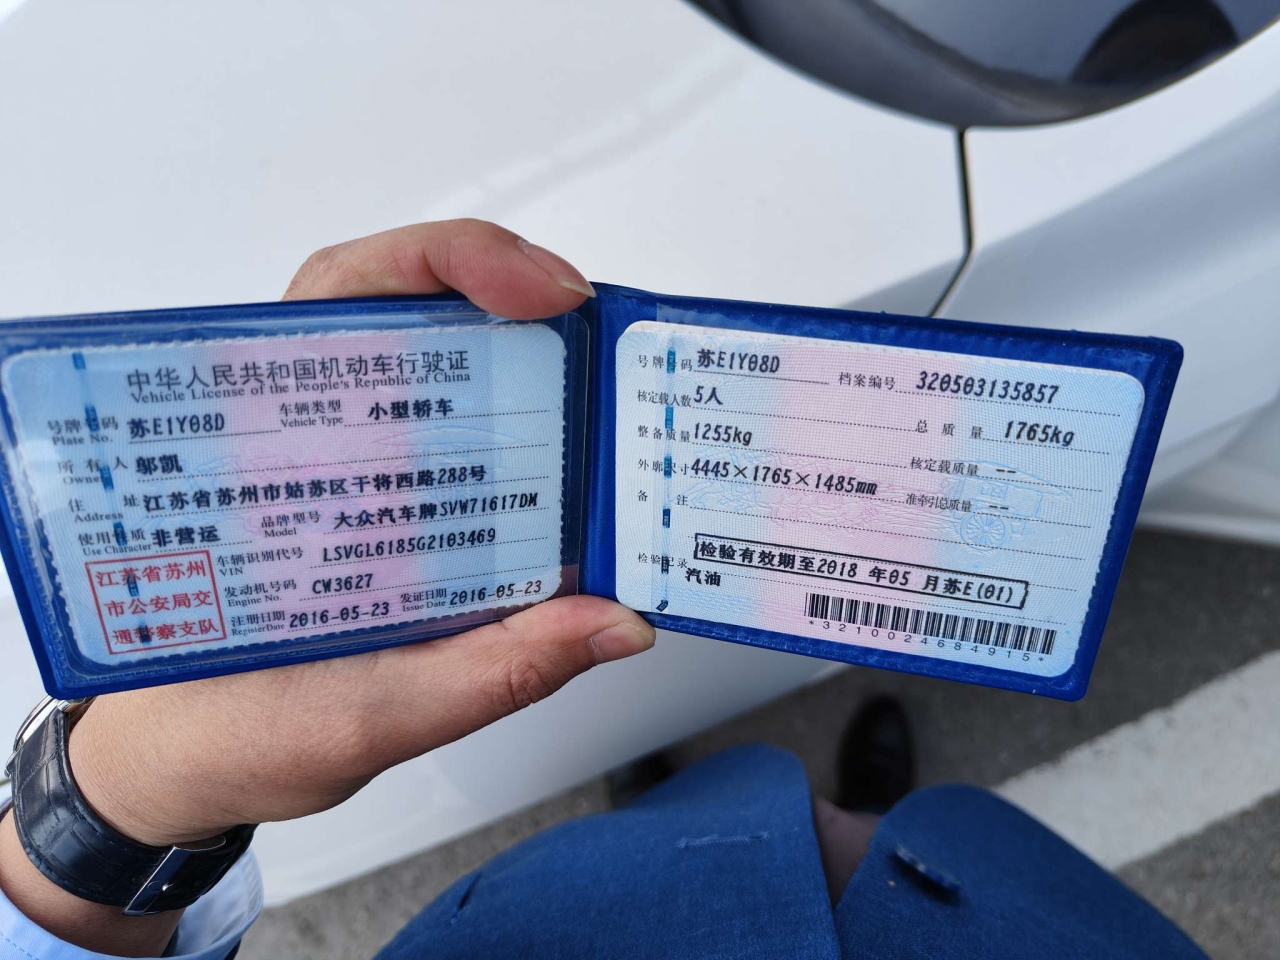 中华人民共和国机动车行驶证
Vehicle License of the People's Republic of China
号牌号码 苏E1Y08D 车辆类型 小型轿车
Plate No. Vehicle Type
所有人 邬凯
Owner
住址 江苏省苏州市姑苏区干将西路288号
Address
使用性质 非营运 品牌型号 大众汽车牌SVW71617DM
Use Character Model
江苏省苏州
市公安局交
通警察支队
车辆识别代号 LSVGL6185G2103469
VIN
发动机号码 CW3627
Engine No.
注册日期 2016-05-23 发证日期 2016-05-23
Register Date Issue Date
号牌号码 苏E1Y08D 档案编号 320503135857
核定载人数 5人 总质量 1765kg
整备质量 1255kg 核定载质量 --
外廓尺寸 4445×1765×1485mm 准牵引总质量 --
备注
检验记录 检验有效期至2018 年05 月苏E(01)
汽油
*3210024684915*